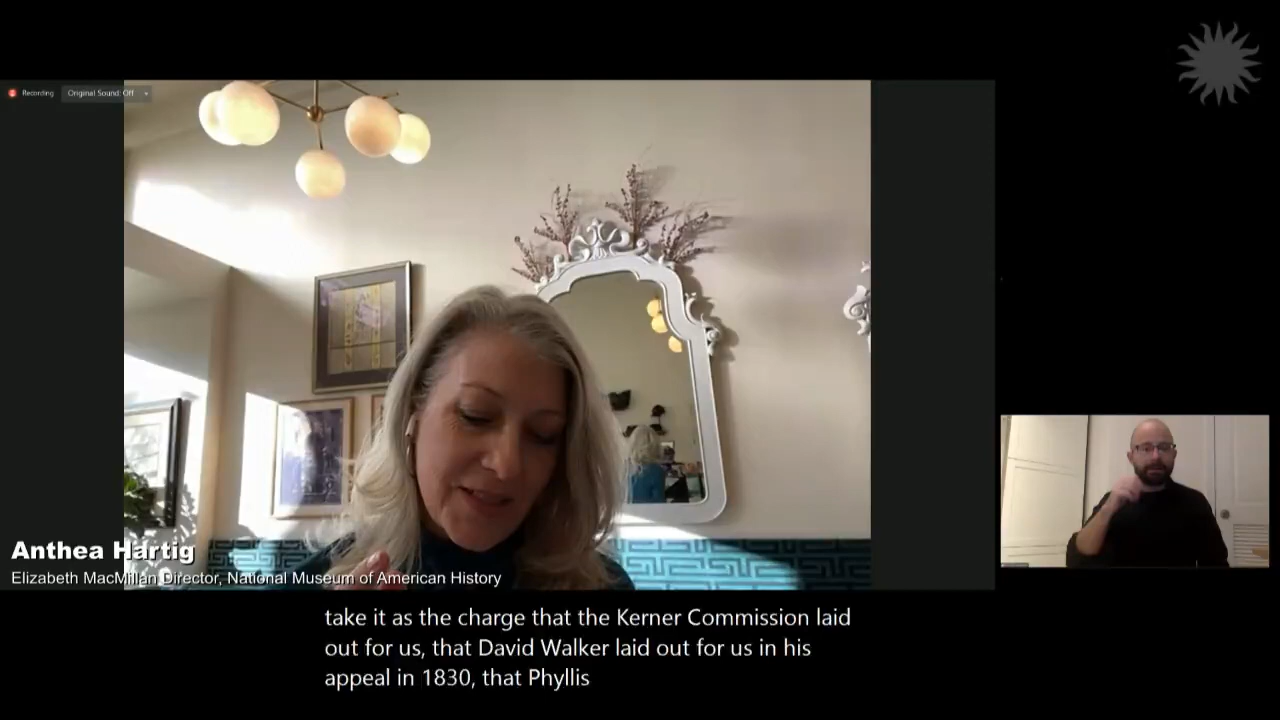 Recording
Original Sound: Off
Anthea Hartig
Elizabeth MacMillan Director, National Museum of American History
take it as the charge that the Kerner Commission laid
out for us, that David Walker laid out for us in his
appeal in 1830, that Phyllis